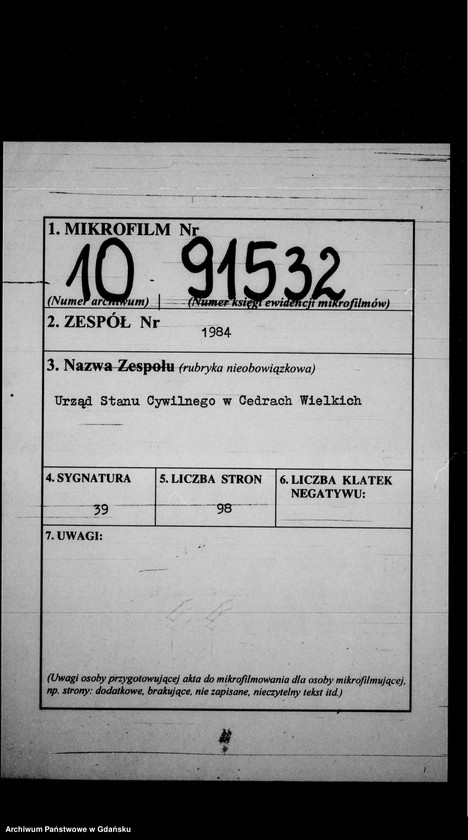 1. MIKROFILM Nr
10 91532
(Numer archiwum) (Numer księgi ewidencji mikrofilmów)
2. ZESPÓŁ Nr
1984
3. Nazwa Zespołu (rubryka nieobowiązkowa)
Urząd Stanu Cywilnego w Cedrach Wielkich
4. SYGNATURA
39
5. LICZBA STRON
98
6. LICZBA KLATEK
NEGATYWU:
7. UWAGI:
(Uwagi osoby przygotowującej akta do mikrofilmowania dla osoby mikrofilmującej,
np. strony: dodatkowe, brakujące, nie zapisane, nieczytelny tekst itd.)
Archiwum Państwowe w Gdańsku